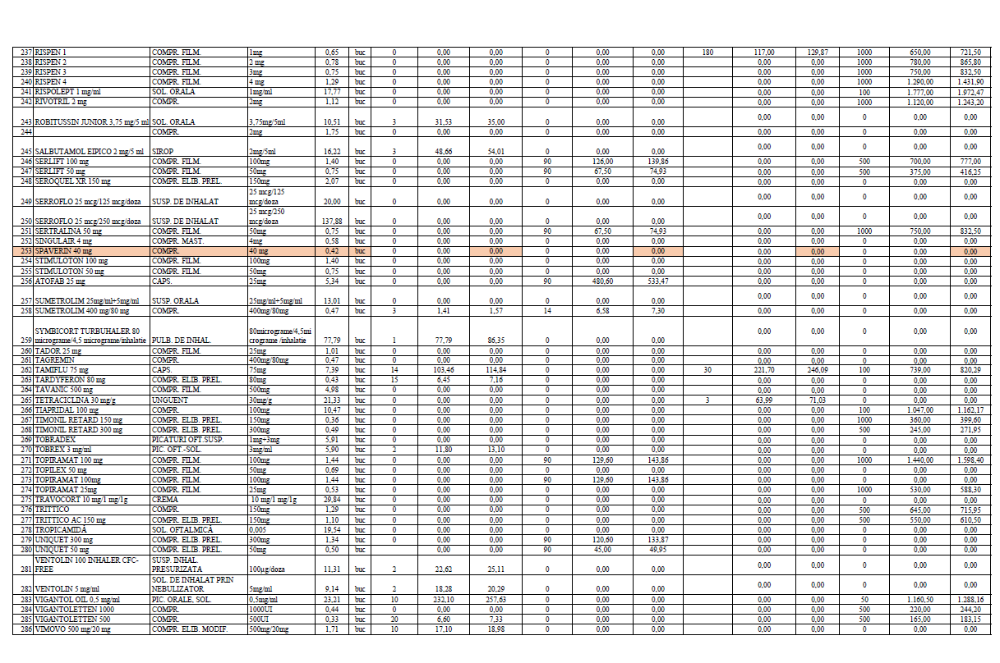 237 RISPEN 1 COMPR. FILM. 1mg 0,65 buc 0 0,00 0,00 0 0,00 0,00 180 117,00 129,87 1000 650,00 721,50
238 RISPEN 2 COMPR. FILM. 2 mg 0,78 buc 0 0,00 0,00 0 0,00 0,00 0,00 0,00 1000 780,00 865,80
239 RISPEN 3 COMPR. FILM. 3mg 0,75 buc 0 0,00 0,00 0 0,00 0,00 0,00 0,00 1000 750,00 832,50
240 RISPEN 4 COMPR. FILM. 4 mg 1,29 buc 0 0,00 0,00 0 0,00 0,00 0,00 0,00 1000 1.290,00 1.431,90
241 RISPOLEPT 1 mg/ml SOL. ORALA 1mg/ml 17,77 buc 0 0,00 0,00 0 0,00 0,00 0,00 0,00 100 1.777,00 1.972,47
242 RIVOTRIL 2 mg COMPR. 2mg 1,12 buc 0 0,00 0,00 0 0,00 0,00 0,00 0,00 1000 1.120,00 1.243,20
243 ROBITUSSIN JUNIOR 3,75 mg/5 ml SOL. ORALA 3,75mg/5ml 10,51 buc 3 31,53 35,00 0 0,00 0,00 0,00 0,00 0 0,00 0,00
244 COMPR. 2mg 1,75 buc 0 0,00 0,00 0 0,00 0,00 0,00 0,00 0 0,00 0,00
245 SALBUTAMOL EIPICO 2 mg/5 ml SIROP 2mg/5ml 16,22 buc 3 48,66 54,01 0 0,00 0,00 0,00 0,00 0 0,00 0,00
246 SERLIFT 100 mg COMPR. FILM. 100mg 1,40 buc 0 0,00 0,00 90 126,00 139,86 0,00 0,00 500 700,00 777,00
247 SERLIFT 50 mg COMPR. FILM. 50mg 0,75 buc 0 0,00 0,00 90 67,50 74,93 0,00 0,00 500 375,00 416,25
248 SEROQUEL XR 150 mg COMPR. ELIB. PREL. 150mg 2,07 buc 0 0,00 0,00 0 0,00 0,00 0,00 0,00 0 0,00 0,00
25 mcg/125
249 SERROFLO 25 mcg/125 mcg/doza SUSP. DE INHALAT mcg/doza 20,00 buc 0 0,00 0,00 0 0,00 0,00 0,00 0,00 0 0,00 0,00
25 mcg/250
250 SERROFLO 25 mcg/250 mcg/doza SUSP. DE INHALAT mcg/doza 137,88 buc 0 0,00 0,00 0 0,00 0,00 0,00 0,00 0 0,00 0,00
251 SERTRALINA 50 mg COMPR. FILM. 50mg 0,75 buc 0 0,00 0,00 90 67,50 74,93 0,00 0,00 1000 750,00 832,50
252 SINGULAIR 4 mg COMPR. MAST. 4mg 0,58 buc 0 0,00 0,00 0 0,00 0,00 0,00 0,00 0 0,00 0,00
253 SPAVERIN 40 mg COMPR. 40 mg 0,42 buc 0 0,00 0,00 0 0,00 0,00 0,00 0,00 0 0,00 0,00
254 STIMULOTON 100 mg COMPR. FILM. 100mg 1,40 buc 0 0,00 0,00 0 0,00 0,00 0,00 0,00 0 0,00 0,00
255 STIMULOTON 50 mg COMPR. FILM. 50mg 0,75 buc 0 0,00 0,00 0 0,00 0,00 0,00 0,00 0 0,00 0,00
256 ATOFAB 25 mg CAPS. 25mg 5,34 buc 0 0,00 0,00 90 480,60 533,47 0,00 0,00 0 0,00 0,00
257 SUMETROLIM 25mg/ml+5mg/ml SUSP. ORALA 25mg/ml+5mg/ml 13,01 buc 0 0,00 0,00 0 0,00 0,00 0,00 0,00 0 0,00 0,00
258 SUMETROLIM 400 mg/80 mg COMPR. 400mg/80mg 0,47 buc 3 1,41 1,57 14 6,58 7,30 0,00 0,00 0 0,00 0,00
SYMBICORT TURBUHALER 80 80micrograme/4,5mi
259 micrograme/4,5 micrograme/inhalatie PULB. DE INHAL. crograme /inhalatie 77,79 buc 1 77,79 86,35 0 0,00 0,00 0,00 0,00 0 0,00 0,00
260 TADOR 25 mg COMPR. FILM. 25mg 1,01 buc 0 0,00 0,00 0 0,00 0,00 0,00 0,00 0 0,00 0,00
261 TAGREMIN COMPR. 400mg/80mg 0,47 buc 0 0,00 0,00 0 0,00 0,00 0,00 0,00 0 0,00 0,00
262 TAMIFLU 75 mg CAPS. 75mg 7,39 buc 14 103,46 114,84 0 0,00 0,00 30 221,70 246,09 100 739,00 820,29
263 TARDYFERON 80 mg COMPR. ELIB. PREL. 80mg 0,43 buc 15 6,45 7,16 0 0,00 0,00 0,00 0,00 0 0,00 0,00
264 TAVANIC 500 mg COMPR. FILM. 500mg 4,98 buc 0 0,00 0,00 0 0,00 0,00 0,00 0,00 0 0,00 0,00
265 TETRACICLINA 30 mg/g UNGUENT 30mg/g 21,33 buc 0 0,00 0,00 0 0,00 0,00 3 63,99 71,03 0 0,00 0,00
266 TIAPRIDAL 100 mg COMPR. 100mg 10,47 buc 0 0,00 0,00 0 0,00 0,00 0,00 0,00 100 1.047,00 1.162,17
267 TIMONIL RETARD 150 mg COMPR. ELIB. PREL. 150mg 0,36 buc 0 0,00 0,00 0 0,00 0,00 0,00 0,00 1000 360,00 399,60
268 TIMONIL RETARD 300 mg COMPR. ELIB. PREL. 300mg 0,49 buc 0 0,00 0,00 0 0,00 0,00 0,00 0,00 500 245,00 271,95
269 TOBRADEX PICATURI OFT.SUSP. 1mg+3mg 5,91 buc 0 0,00 0,00 0 0,00 0,00 0,00 0,00 0 0,00 0,00
270 TOBREX 3 mg/ml PIC. OFT.-SOL. 3mg/ml 5,90 buc 2 11,80 13,10 0 0,00 0,00 0,00 0,00 0 0,00 0,00
271 TOPIRAMAT 100 mg COMPR. FILM. 100mg 1,44 buc 0 0,00 0,00 90 129,60 143,86 0,00 0,00 1000 1.440,00 1.598,40
272 TOPILEX 50 mg COMPR. FILM. 50mg 0,69 buc 0 0,00 0,00 0 0,00 0,00 0,00 0,00 0 0,00 0,00
273 TOPIRAMAT 100mg COMPR. FILM. 100mg 1,44 buc 0 0,00 0,00 90 129,60 143,86 0,00 0,00 0 0,00 0,00
274 TOPIRAMAT 25mg COMPR. FILM. 25mg 0,53 buc 0 0,00 0,00 0 0,00 0,00 0,00 0,00 1000 530,00 588,30
275 TRAVOCORT 10 mg/1 mg/1g CREMA 10 mg/1 mg/1g 29,84 buc 0 0,00 0,00 0 0,00 0,00 0,00 0,00 0 0,00 0,00
276 TRITTICO COMPR. 150mg 1,29 buc 0 0,00 0,00 0 0,00 0,00 0,00 0,00 500 645,00 715,95
277 TRITTICO AC 150 mg COMPR. ELIB. PREL. 150mg 1,10 buc 0 0,00 0,00 0 0,00 0,00 0,00 0,00 500 550,00 610,50
278 TROPICAMIDĂ SOL. OFTALMICĂ 0,005 19,54 buc 0 0,00 0,00 0 0,00 0,00 0,00 0,00 0 0,00 0,00
279 UNIQUET 300 mg COMPR. ELIB. PREL. 300mg 1,34 buc 0 0,00 0,00 90 120,60 133,87 0,00 0,00 0 0,00 0,00
280 UNIQUET 50 mg COMPR. ELIB. PREL. 50mg 0,50 buc 0,00 0,00 90 45,00 49,95 0,00 0,00 0 0,00 0,00
VENTOLIN 100 INHALER CFC- SUSP. INHAL.
281 FREE PRESURIZATA 100µg/doza 11,31 buc 2 22,62 25,11 0 0,00 0,00 0,00 0,00 0 0,00 0,00
SOL. DE INHALAT PRIN
282 VENTOLIN 5 mg/ml NEBULIZATOR 5mg/ml 9,14 buc 2 18,28 20,29 0 0,00 0,00 0,00 0,00 0 0,00 0,00
283 VIGANTOL OIL 0,5 mg/ml PIC. ORALE, SOL. 0,5mg/ml 23,21 buc 10 232,10 257,63 0 0,00 0,00 0,00 0,00 50 1.160,50 1.288,16
284 VIGANTOLETTEN 1000 COMPR. 1000UI 0,44 buc 0 0,00 0,00 0 0,00 0,00 0,00 0,00 500 220,00 244,20
285 VIGANTOLETTEN 500 COMPR. 500UI 0,33 buc 20 6,60 7,33 0 0,00 0,00 0,00 0,00 500 165,00 183,15
286 VIMOVO 500 mg/20 mg COMPR. ELIB. MODIF. 500mg/20mg 1,71 buc 10 17,10 18,98 0 0,00 0,00 0,00 0,00 0 0,00 0,00